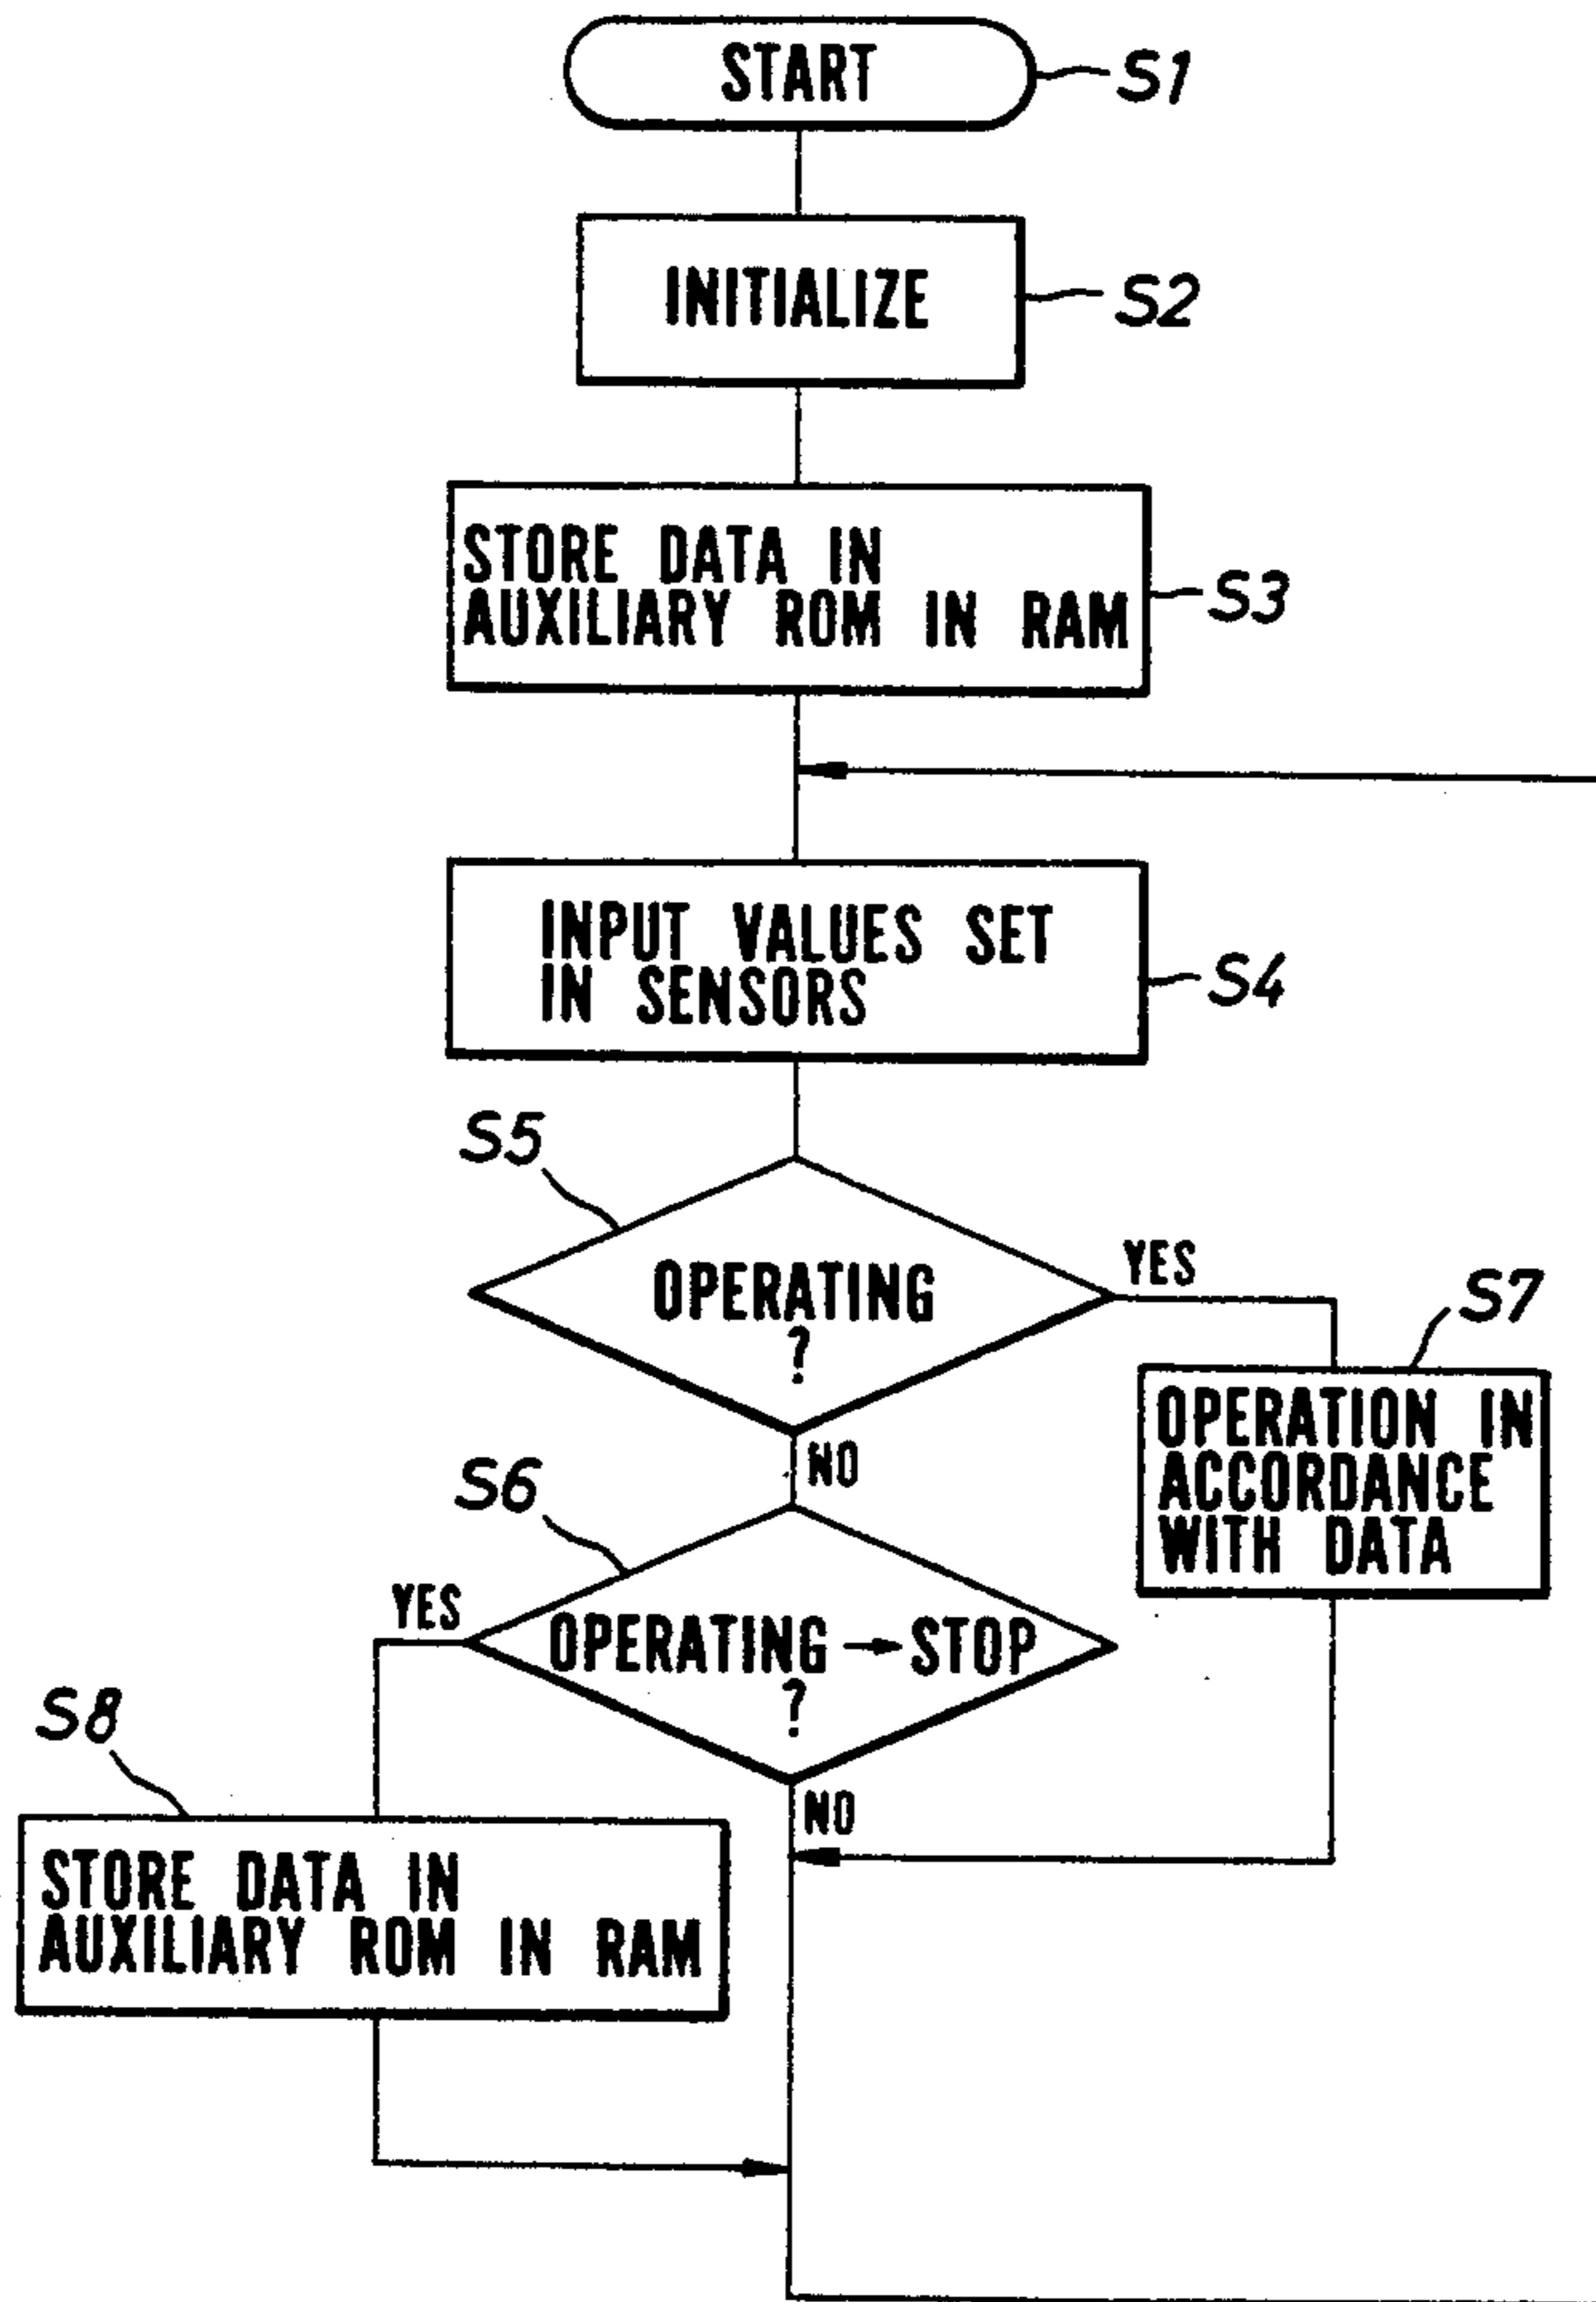 START
S1
INITIALIZE
S2
STORE DATA IN
AUXILIARY ROM IN RAM
S3
INPUT VALUES SET
IN SENSORS
S4
S5
OPERATING
?
YES
NO
S7
OPERATION IN
ACCORDANCE
WITH DATA
S6
YES
OPERATING → STOP
?
NO
S8
STORE DATA IN
AUXILIARY ROM IN RAM